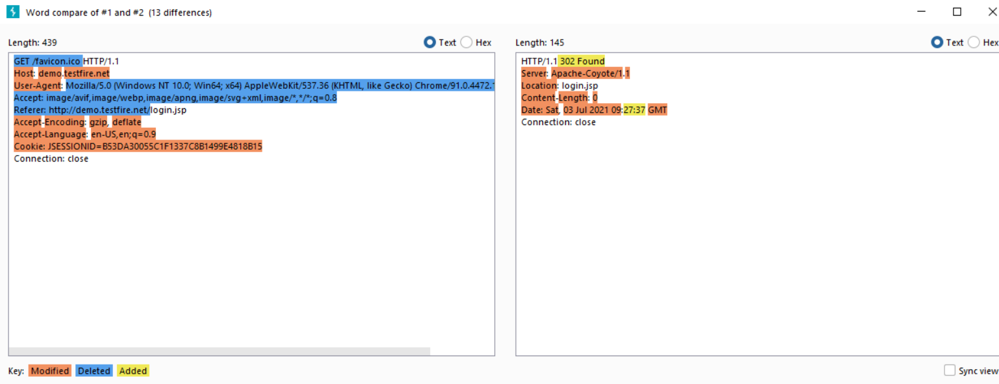 Word compare of #1 and #2 (13 differences)
Length: 439
Text
Hex
GET /favicon.ico HTTP/1.1
Host: demo.testfire.net
User-Agent: Mozilla/5.0 (Windows NT 10.0; Win64; x64) AppleWebKit/537.36 (KHTML, like Gecko) Chrome/91.0.4472.
Accept: image/avif,image/webp,image/apng,image/svg+xml,image/*,*/*;q=0.8
Referer: http://demo.testfire.net/login.jsp
Accept-Encoding: gzip, deflate
Accept-Language: en-US,en;q=0.9
Cookie: JSESSIONID=B53DA30055C1F1337C8B1499E4818B15
Connection: close
Length: 145
Text
Hex
HTTP/1.1 302 Found
Server: Apache-Coyote/1.1
Location: login.jsp
Content-Length: 0
Date: Sat, 03 Jul 2021 09:27:37 GMT
Connection: close
Key: Modified Deleted Added
Sync view